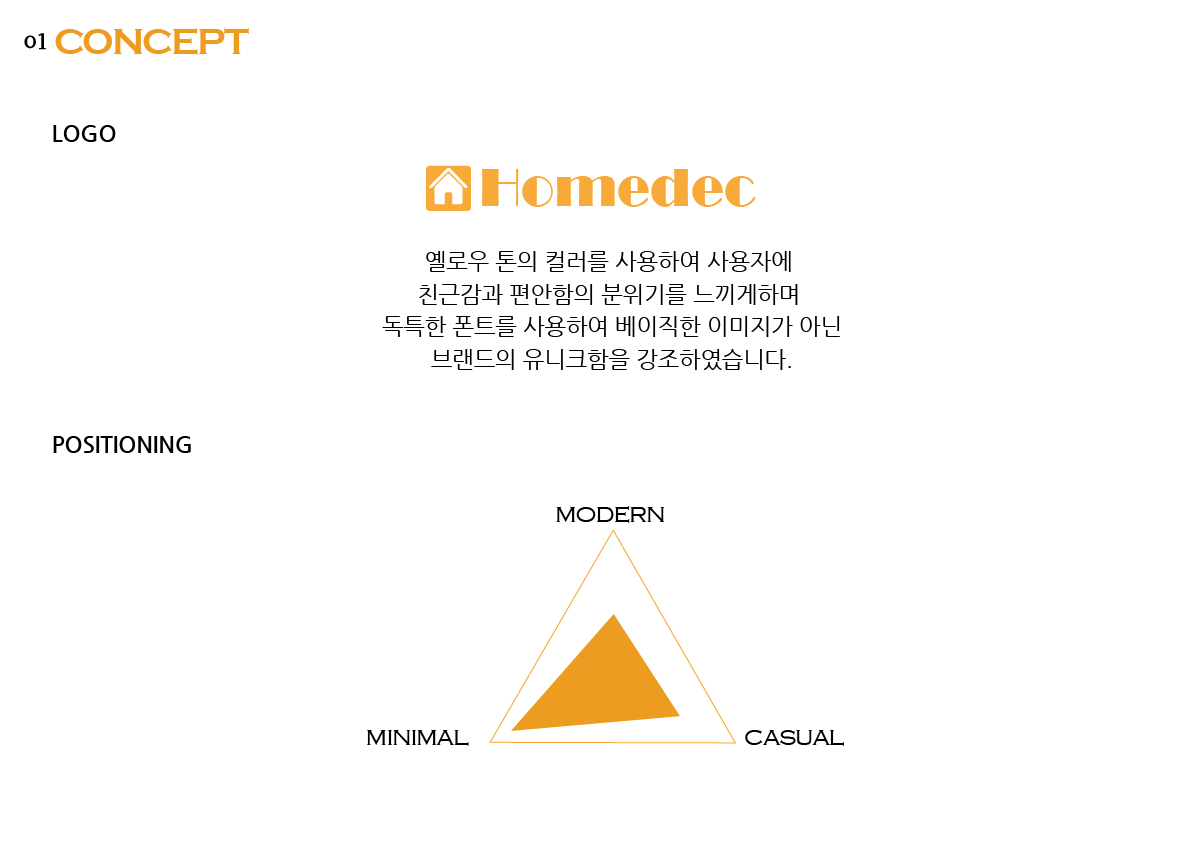 01 CONCEPT
LOGO
Homedec
옐로우 톤의 컬러를 사용하여 사용자에
친근감과 편안함의 분위기를 느끼게하며
독특한 폰트를 사용하여 베이직한 이미지가 아닌
브랜드의 유니크함을 강조하였습니다.
POSITIONING
MODERN
MINIMAL
CASUAL